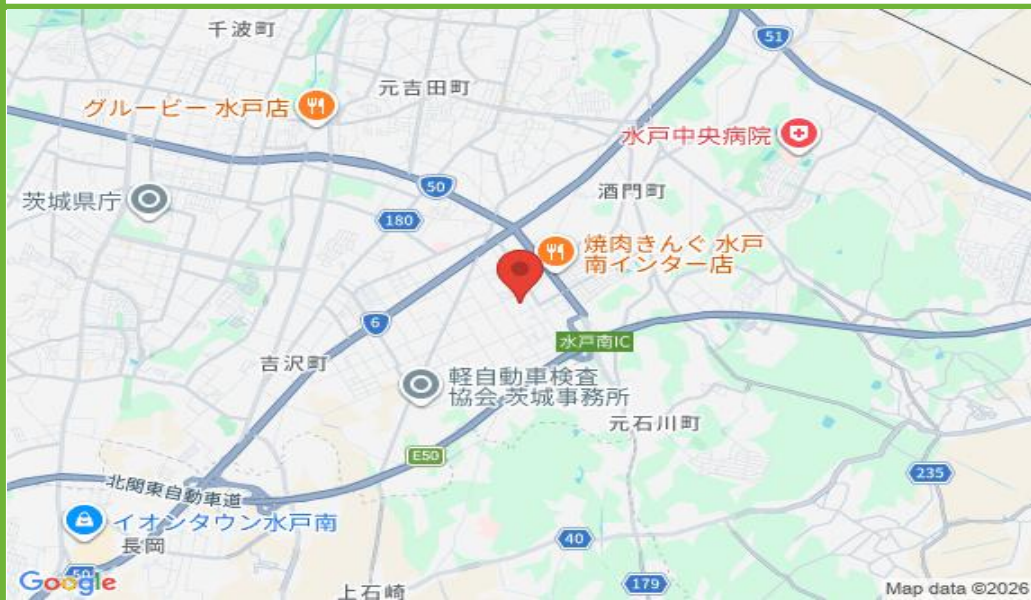 千波町
51
元吉田町
グルービー 水戸店
水戸中央病院
50
酒門町
茨城県庁
180
焼肉きんぐ 水戸
南インター店
6
水戸南IC
吉沢町
軽自動車検査
協会 茨城事務所
元石川町
E50
235
北関東自動車道
イオンタウン水戸南
長岡
40
50
Google
179
上石崎
Map data ©2026